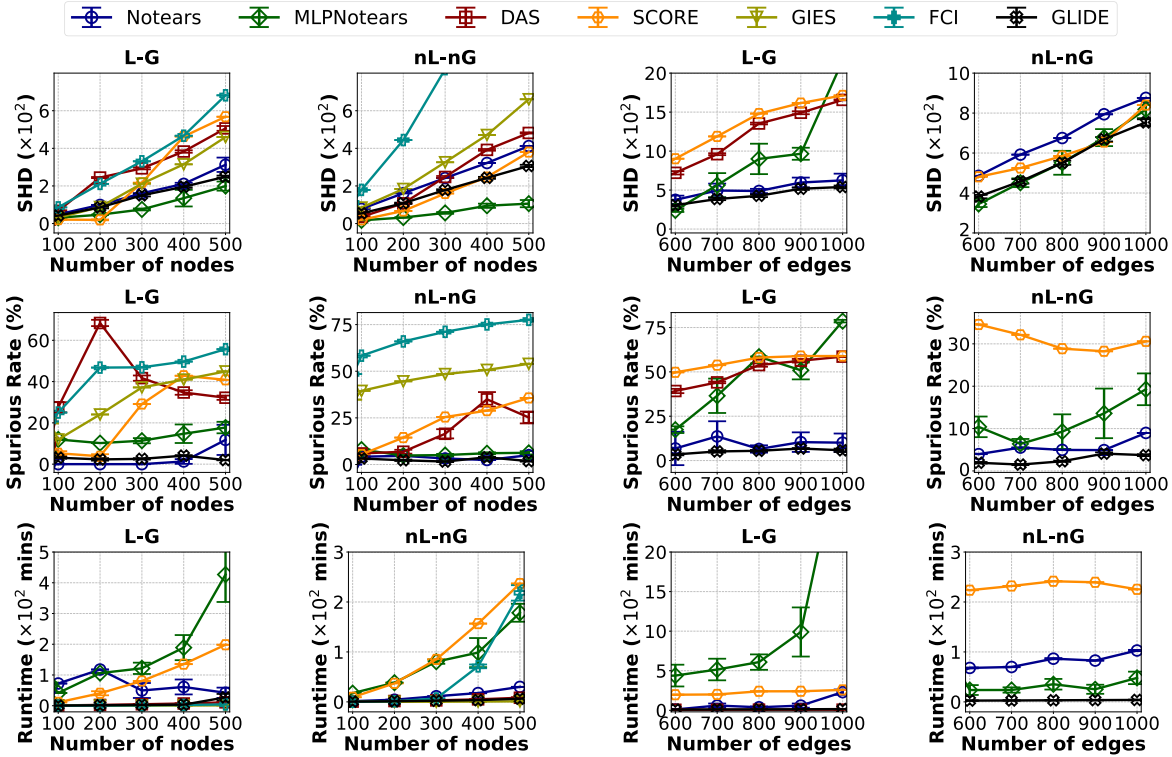 Notears MLPNotears DAS SCORE GIES FCI GLIDE
L-G nL-nG L-G nL-nG
SHD (×10²) 0 2 4 6
SHD (×10²) 0 2 4 6
SHD (×10²) 0 5 10 15 20
SHD (×10²) 2 4 6 8 10
100 200 300 400 500
100 200 300 400 500
600 700 800 900 1000
600 700 800 900 1000
Number of nodes Number of nodes Number of edges Number of edges
L-G nL-nG L-G nL-nG
Spurious Rate (%) 0 20 40 60
Spurious Rate (%) 0 25 50 75
Spurious Rate (%) 0 25 50 75
Spurious Rate (%) 0 10 20 30
100 200 300 400 500
100 200 300 400 500
600 700 800 900 1000
600 700 800 900 1000
Number of nodes Number of nodes Number of edges Number of edges
L-G nL-nG L-G nL-nG
Runtime (×10² mins) 0 1 2 3 4 5
Runtime (×10² mins) 0 1 2 3
Runtime (×10² mins) 0 5 10 15 20
Runtime (×10² mins) 0 1 2 3
100 200 300 400 500
100 200 300 400 500
600 700 800 900 1000
600 700 800 900 1000
Number of nodes Number of nodes Number of edges Number of edges